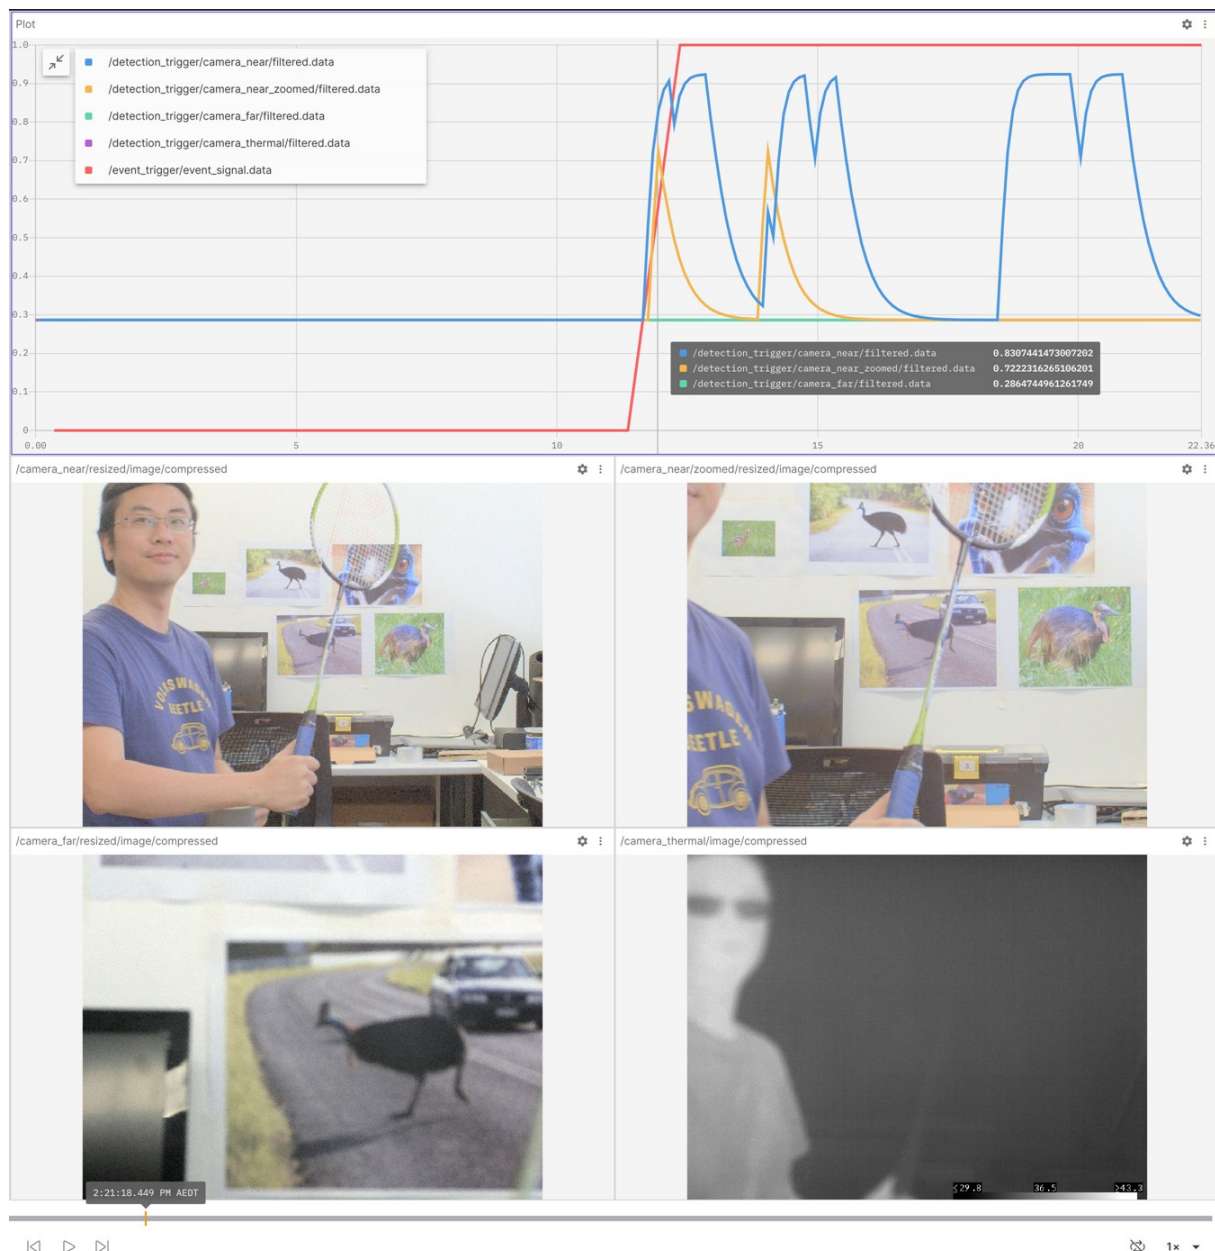 Plot
1.0
0.9
0.8
0.7
0.6
0.5
0.4
0.3
0.2
0.1
0
/detection_trigger/camera_near/filtered.data
/detection_trigger/camera_near_zoomed/filtered.data
/detection_trigger/camera_far/filtered.data
/detection_trigger/camera_thermal/filtered.data
/event_trigger/event_signal.data
/detection_trigger/camera_near/filtered.data 0.8307441473007202
/detection_trigger/camera_near_zoomed/filtered.data 0.7222316265106201
/detection_trigger/camera_far/filtered.data 0.2864744961261749
0.00 5 10 15 20 22.36
/camera_near/resized/image/compressed
VOLKSWAGEN
BEETLE
/camera_near/zoomed/resized/image/compressed
/camera_far/resized/image/compressed
/camera_thermal/image/compressed
≤29.8 36.5 >43.3
2:21:18.449 PM AEDT
1×